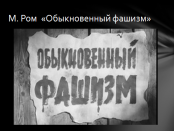 М. Ром «Обыкновенный фашизм»
ОБЫКНОВЕННЫЙ
ФАШИЗМ